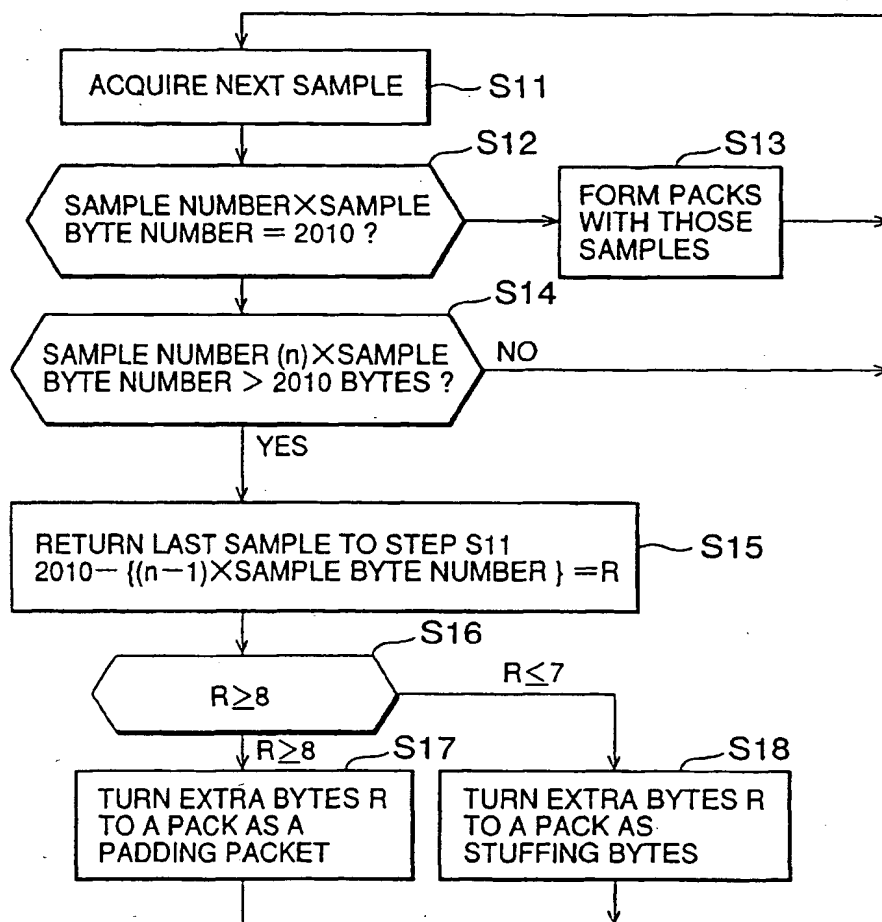 ACQUIRE NEXT SAMPLE
S11
S12
SAMPLE NUMBER×SAMPLE
BYTE NUMBER = 2010 ?
S13
FORM PACKS
WITH THOSE
SAMPLES
S14
SAMPLE NUMBER (n)×SAMPLE
BYTE NUMBER > 2010 BYTES ?
NO
YES
RETURN LAST SAMPLE TO STEP S11
2010− {(n−1)×SAMPLE BYTE NUMBER } =R
S15
S16
R≥8
R≤7
R≥8
S17
TURN EXTRA BYTES R
TO A PACK AS A
PADDING PACKET
S18
TURN EXTRA BYTES R
TO A PACK AS
STUFFING BYTES